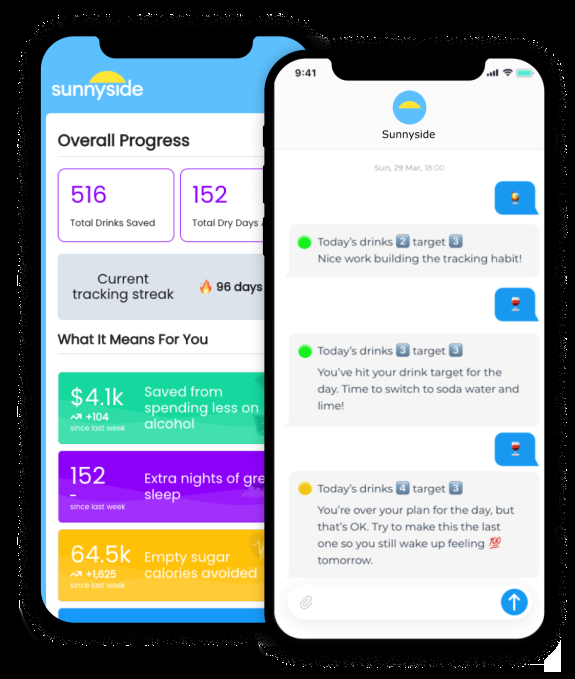 sunnyside
Overall Progress
516
Total Drinks Saved
152
Total Dry Days
Current
tracking streak
🔥 96 days
What It Means For You
$4.1k
+104
since last week
Saved from
spending less on
alcohol
152
-
since last week
Extra nights of gre
sleep
64.5k
+1,625
since last week
Empty sugar
calories avoided
9:41
Sunnyside
Sun, 29 Mar, 18:00
Today's drinks 2 target 3
Nice work building the tracking habit!
Today's drinks 3 target 3
You've hit your drink target for the
day. Time to switch to soda water and
lime!
Today's drinks 4 target 3
You're over your plan for the day, but
that's OK. Try to make this the last
one so you still wake up feeling 💯
tomorrow.